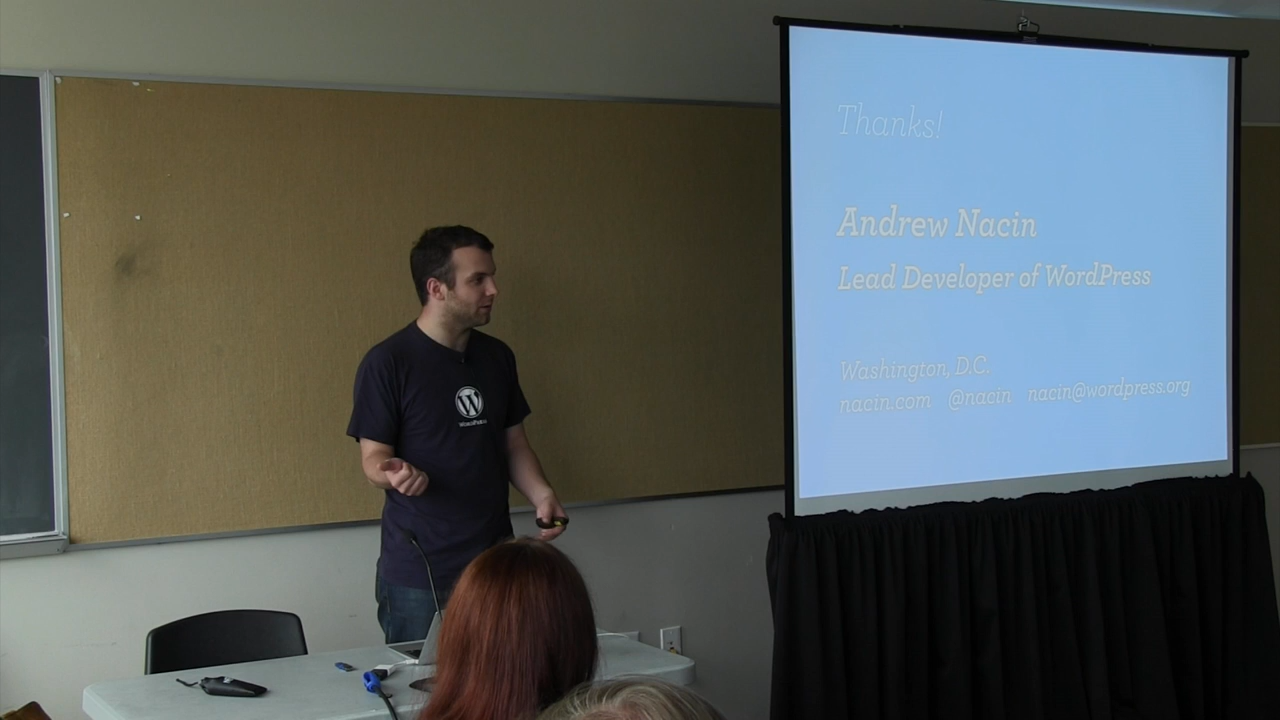 Thanks!
Andrew Nacin
Lead Developer of WordPress
Washington, D.C.
nacin.com @nacin nacin@wordpress.org
W